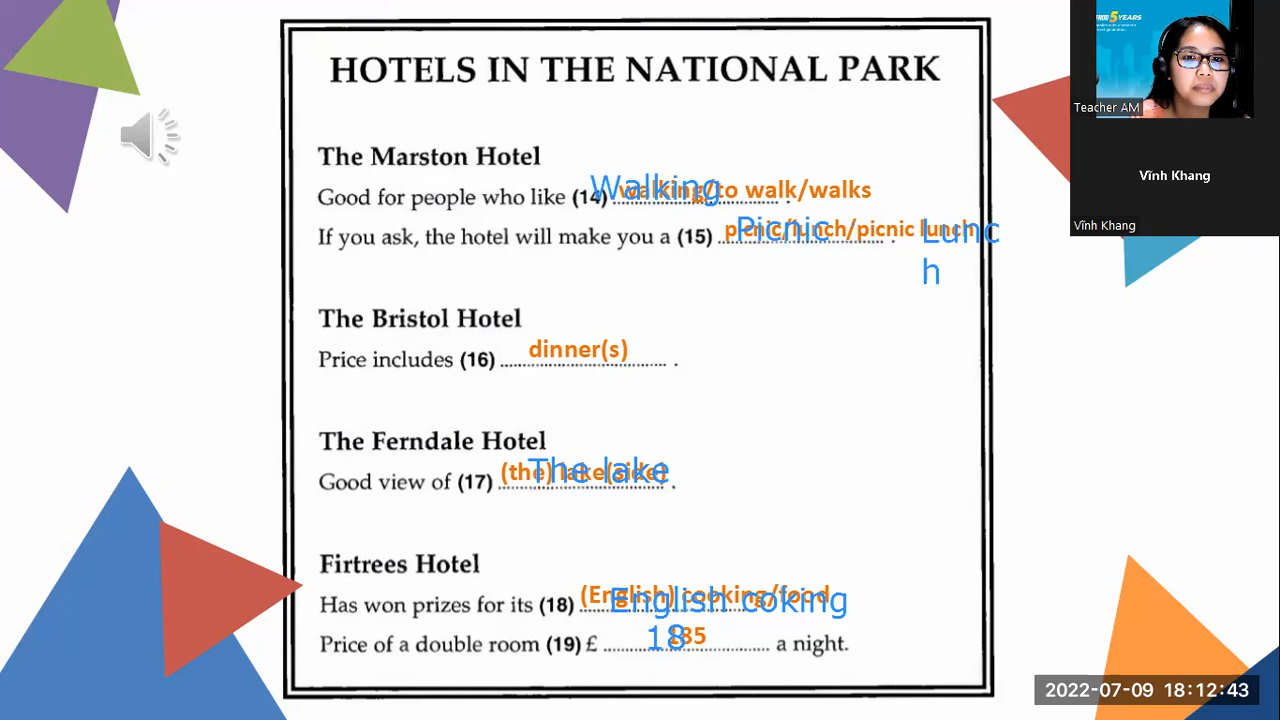 HOTELS IN THE NATIONAL PARK
The Marston Hotel
Good for people who like (14) ........................ .
Walking
walking/to walk/walks
If you ask, the hotel will make you a (15) ........................ .
Picnic
picnic/lunch/picnic lunch
Lunc
h
The Bristol Hotel
Price includes (16) ........................ .
dinner(s)
The Ferndale Hotel
Good view of (17) ........................ .
The lake
(the) lake(side)
Firtrees Hotel
Has won prizes for its (18) ........................
English coking
(English) cooking/food
Price of a double room (19) £ ........................ a night.
18
5 YEARS
Teacher AM
Vĩnh Khang
Vĩnh Khang
2022-07-09 18:12:43